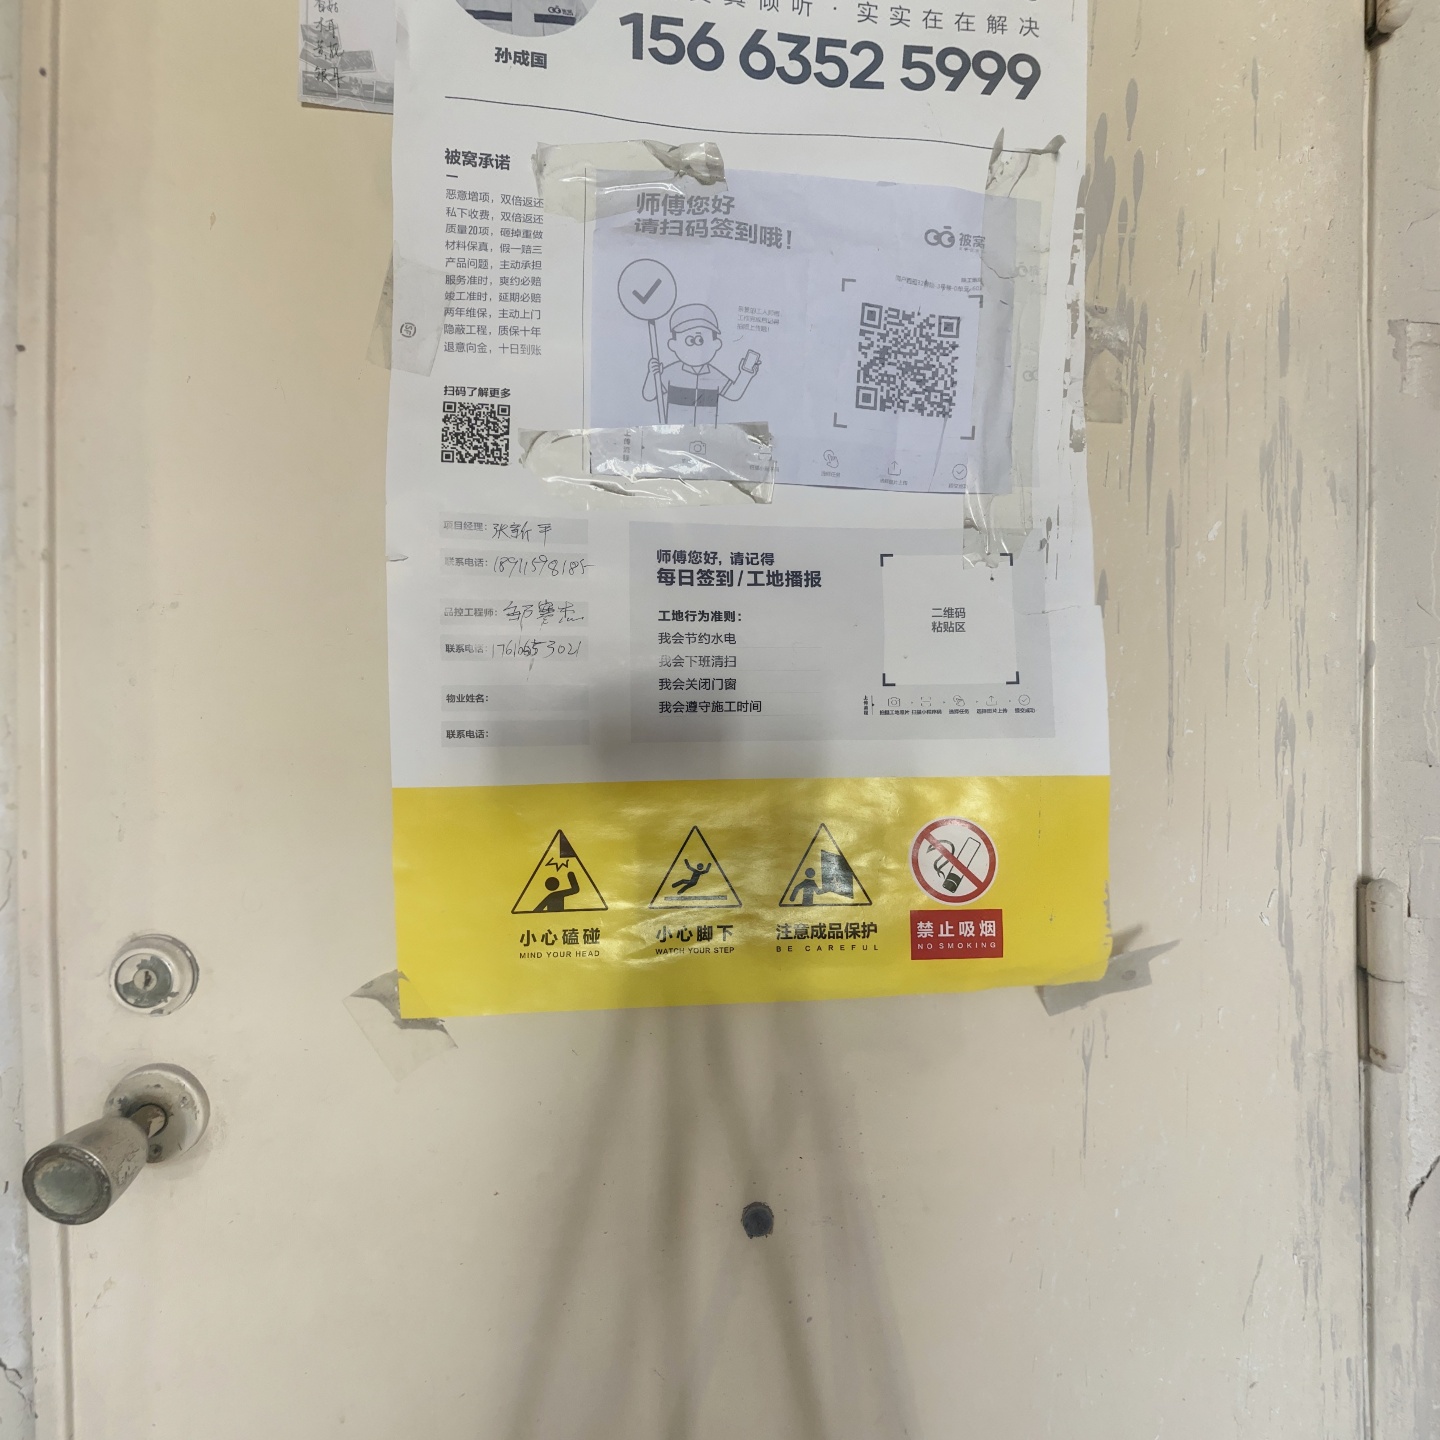 倾听 · 实实在在解决
156 6352 5999
孙成国
被窝承诺
恶意增项，双倍返还
私下收费，双倍返还
质量20项，砸掉重做
材料保真，假一赔三
产品问题，主动承担
服务准时，爽约必赔
竣工准时，延期必赔
两年维保，主动上门
隐蔽工程，质保十年
退意向金，十日到账
扫码了解更多
师傅您好
请扫码签到哦！
被窝
项目经理：
联系电话：18911598185
品控工程师：
联系电话：
物业姓名：
联系电话：
师傅您好，请记得
每日签到/工地播报
工地行为准则：
我会节约水电
我会下班清扫
我会关闭门窗
我会遵守施工时间
二维码
粘贴区
小心磕碰
MIND YOUR HEAD
小心脚下
WATCH YOUR STEP
注意成品保护
BE CAREFUL
禁止吸烟
NO SMOKING